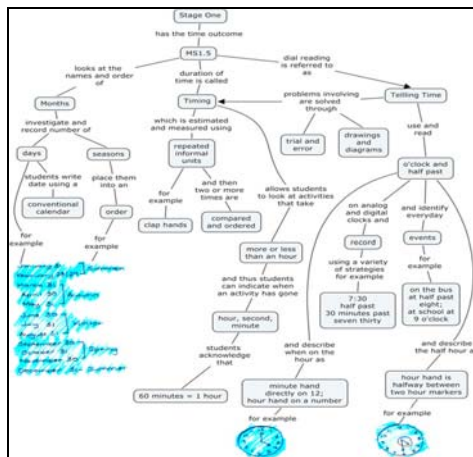 Stage One
has the time outcome
MS1.5
looks at the
names and order
of
duration of
time is called
dial reading
is referred to
as
Months
Timing
problems involving
are solved
through
Telling Time
investigate and
record number of
which is estimated
and measured using
trial and
error
drawings
and
diagrams
use and
read
days
seasons
repeated
informal
units
o'clock and
half past
students write
date using a
place them
into an
for
example
and then
two or more
times are
allows students
to look at activities
that take
on analog
and digital
clocks and
and identify
everyday
conventional
calendar
order
clap hands
compared
and ordered
record
events
for
example
for
example
more or less
than an hour
using a variety
of strategies for
example
for
example
and thus students
can indicate when
an activity has gone
7:30
half past
30 minutes past
seven thirty
on the bus
at half past
eight;
at school at
9 o'clock
hour, second,
minute
students
acknowledge
that
and describe
when on the
hour as
and describe
the half hour a
60 minutes = 1 hour
minute hand
directly on 12;
hour hand on a number
hour hand is
halfway between
two hour markers
for example
for example